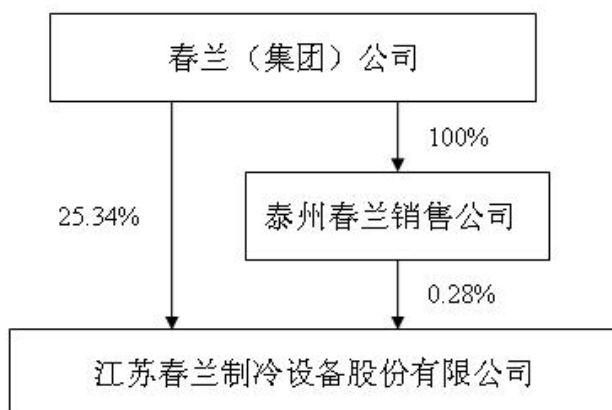 春兰（集团）公司
100%
25.34%
泰州春兰销售公司
0.28%
江苏春兰制冷设备股份有限公司